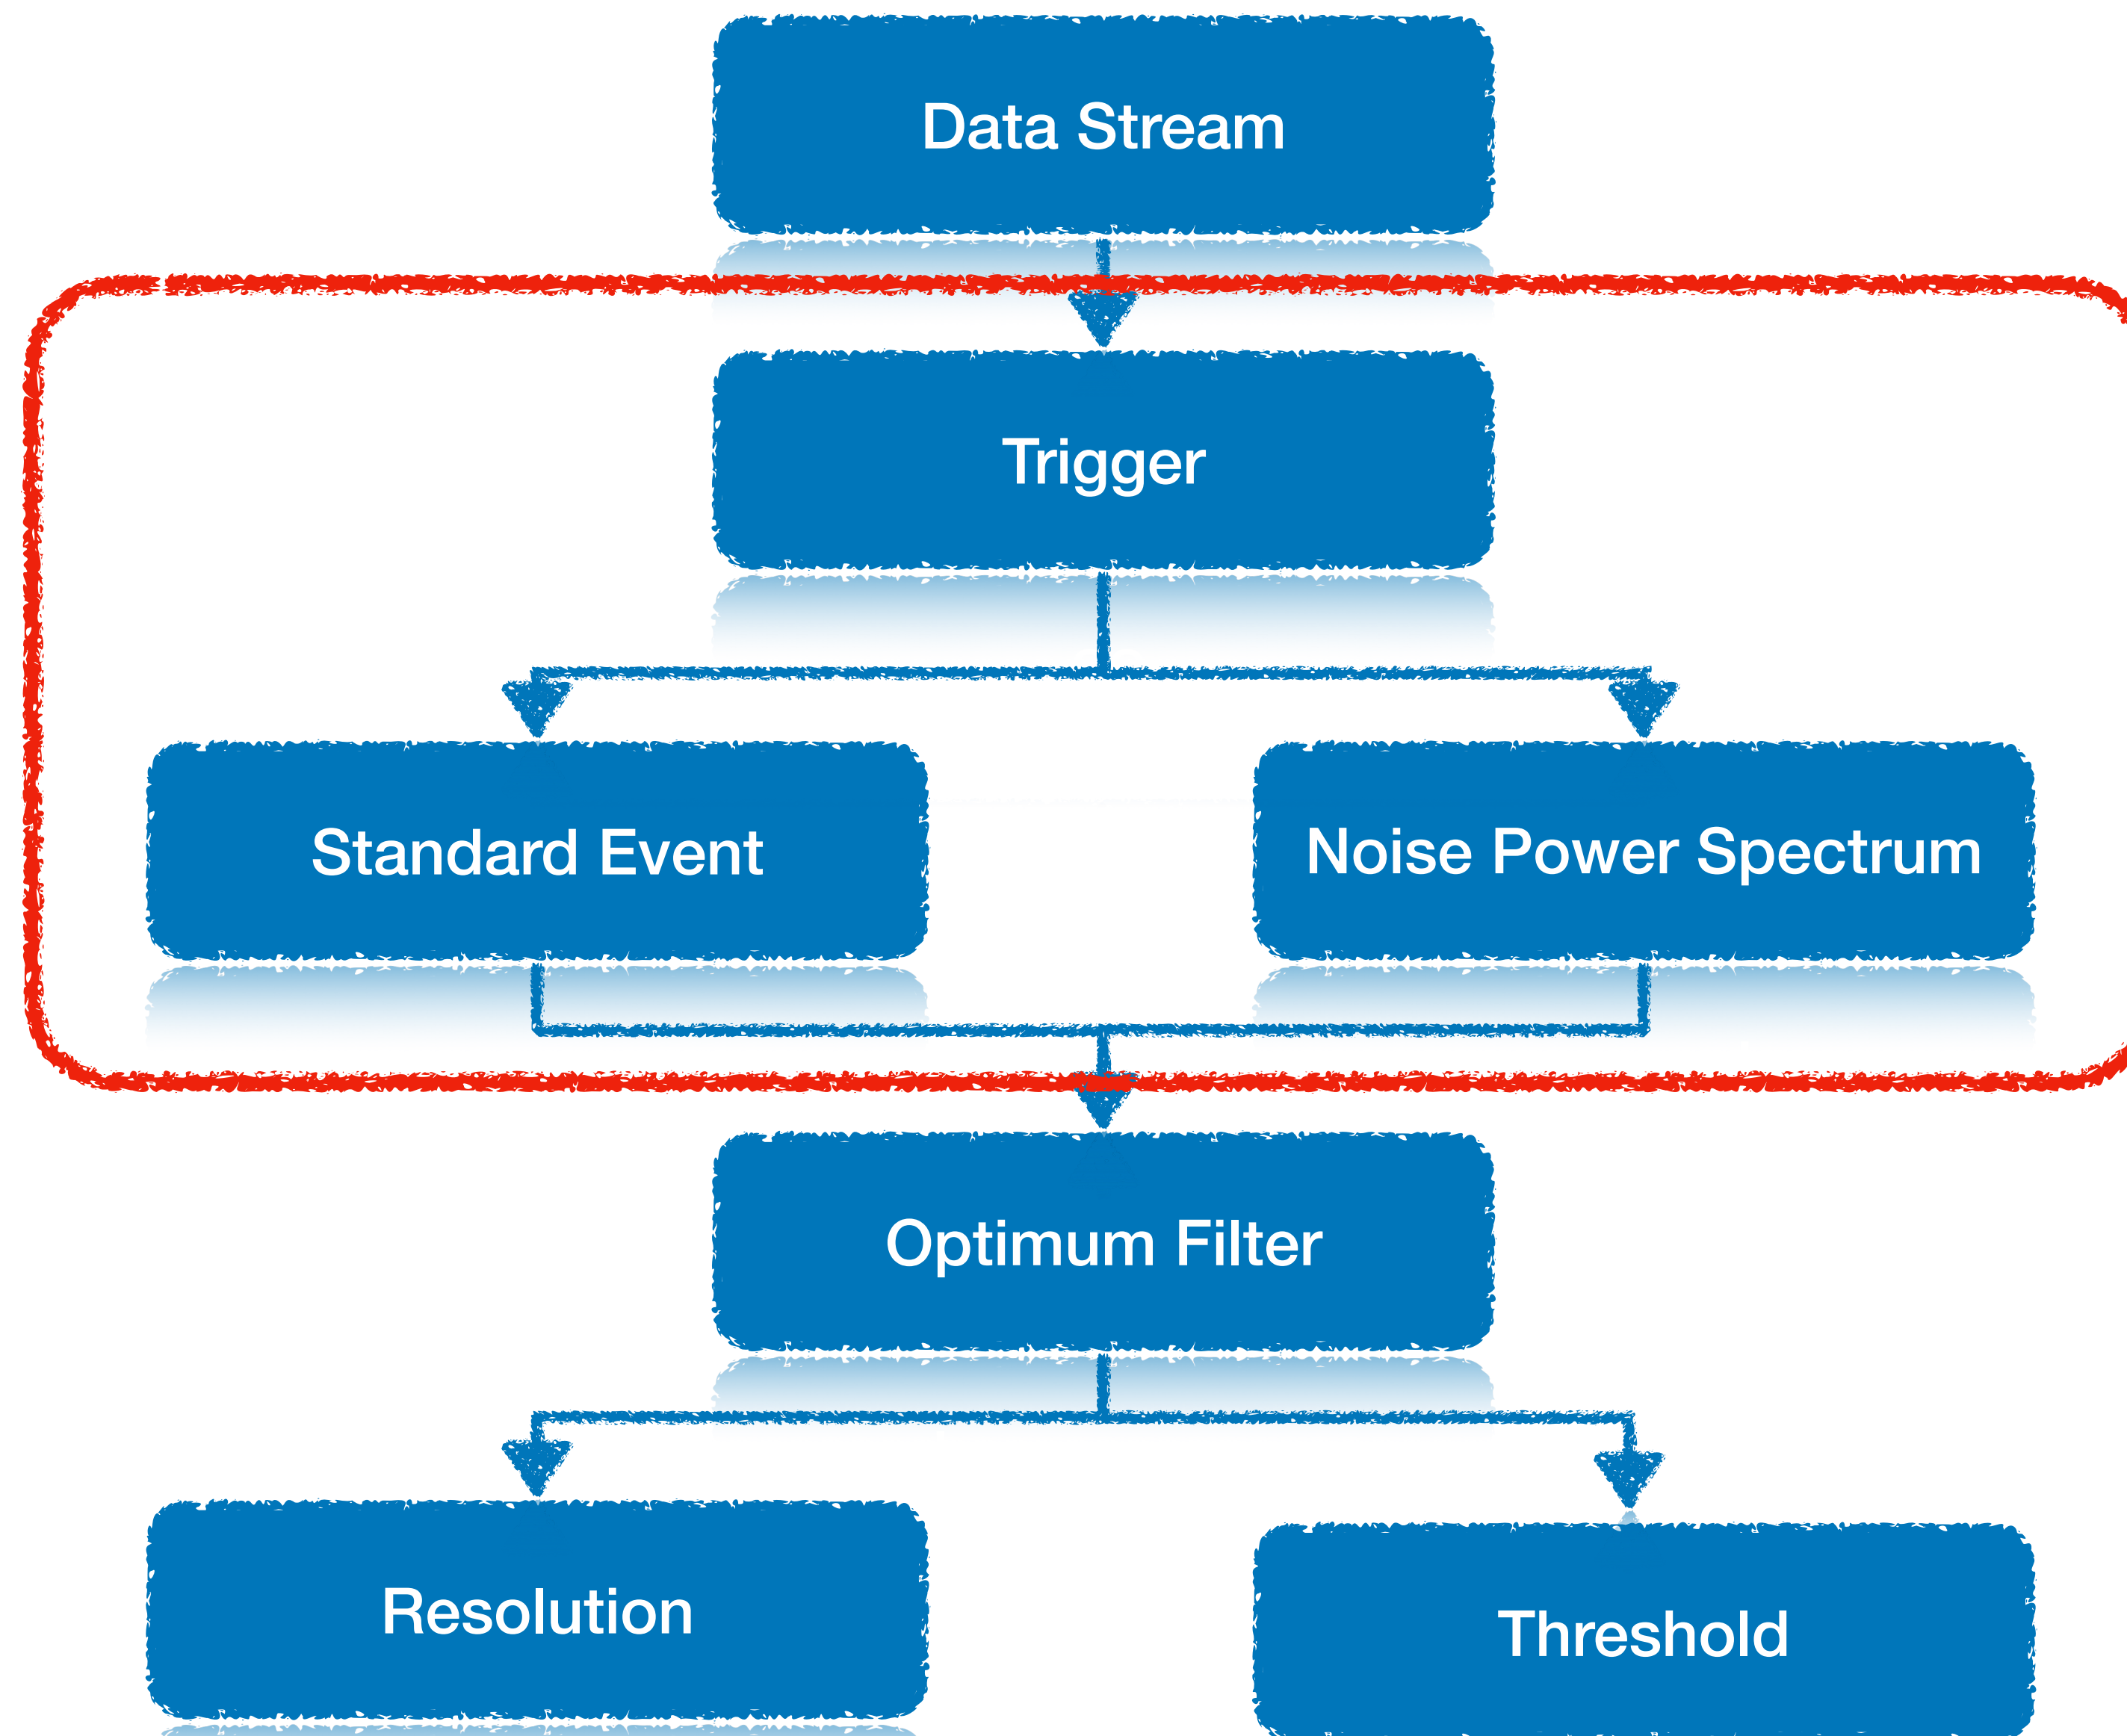 Data Stream
Trigger
Standard Event
Noise Power Spectrum
Optimum Filter
Resolution
Threshold